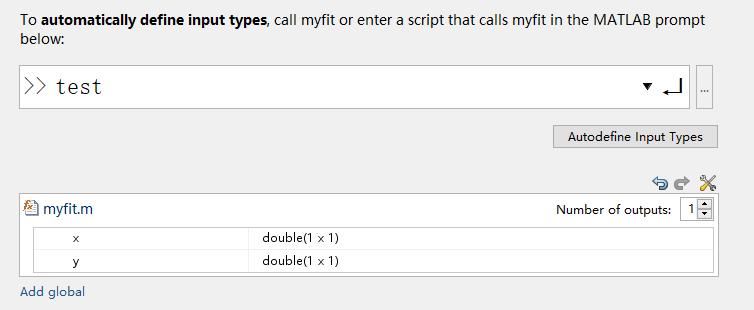 To automatically define input types, call myfit or enter a script that calls myfit in the MATLAB prompt
below:
>> test
...
Autodefine Input Types
myfit.m
Number of outputs: 1
x double(1 x 1)
y double(1 x 1)
Add global